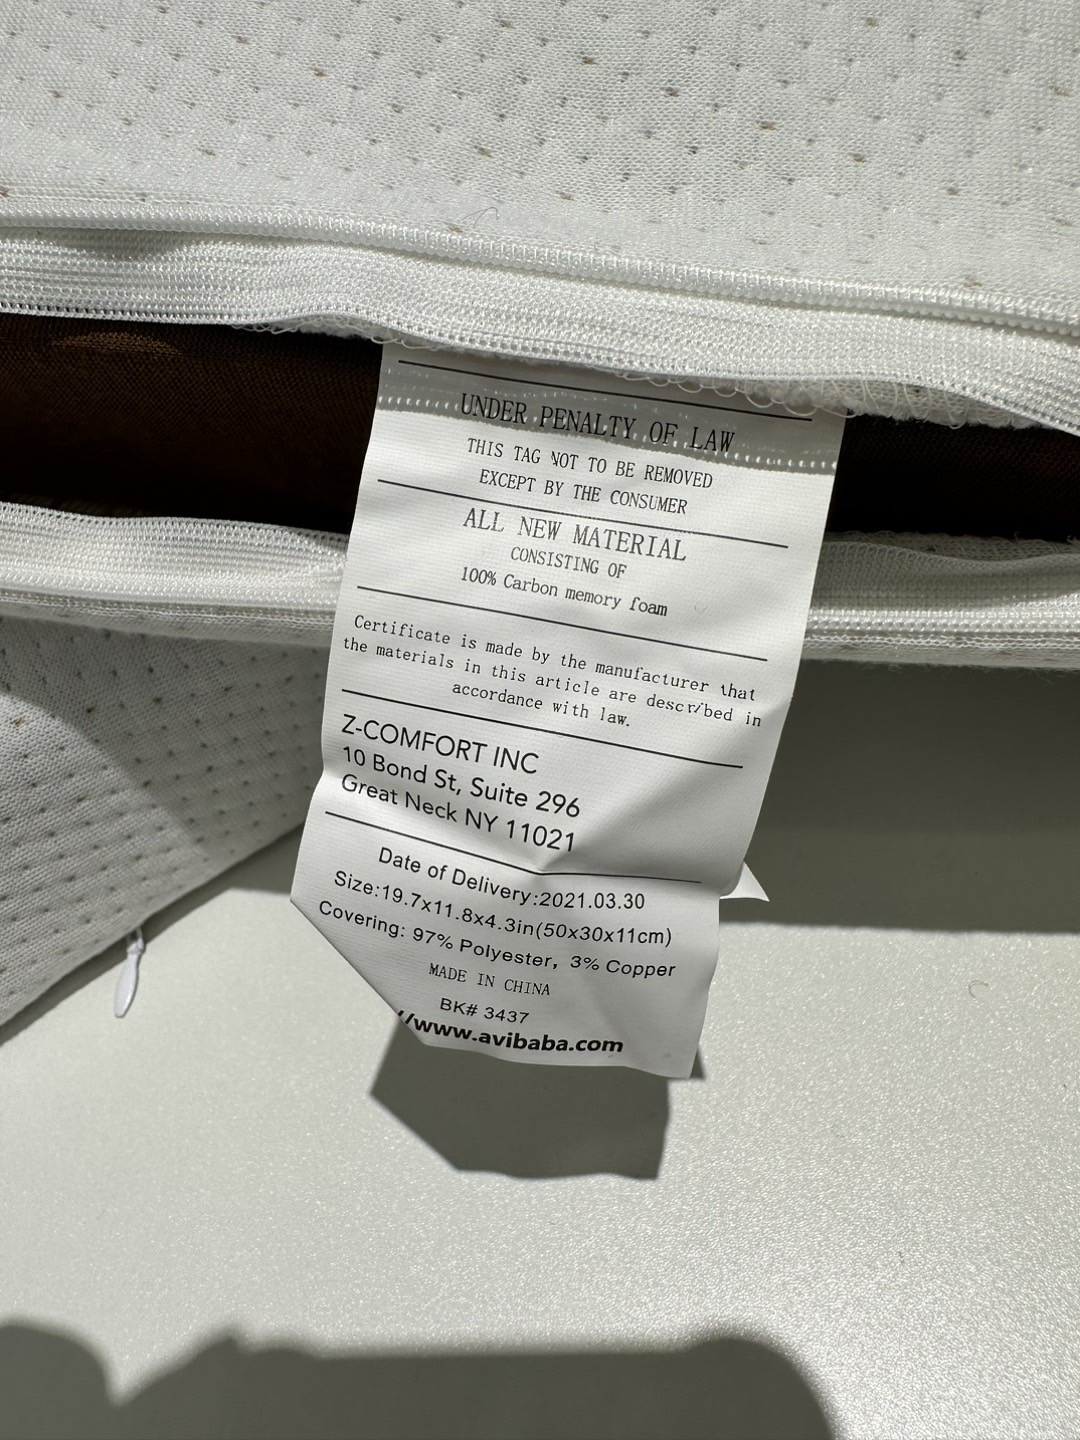 UNDER PENALTY OF LAW
THIS TAG NOT TO BE REMOVED
EXCEPT BY THE CONSUMER
ALL NEW MATERIAL
CONSISTING OF
100% Carbon memory foam
Certificate is made by the manufacturer that
the materials in this article are described in
accordance with law.
Z-COMFORT INC
10 Bond St, Suite 296
Great Neck NY 11021
Date of Delivery:2021.03.30
Size:19.7x11.8x4.3in(50x30x11cm)
Covering: 97% Polyester, 3% Copper
MADE IN CHINA
BK# 3437
//www.avibaba.com